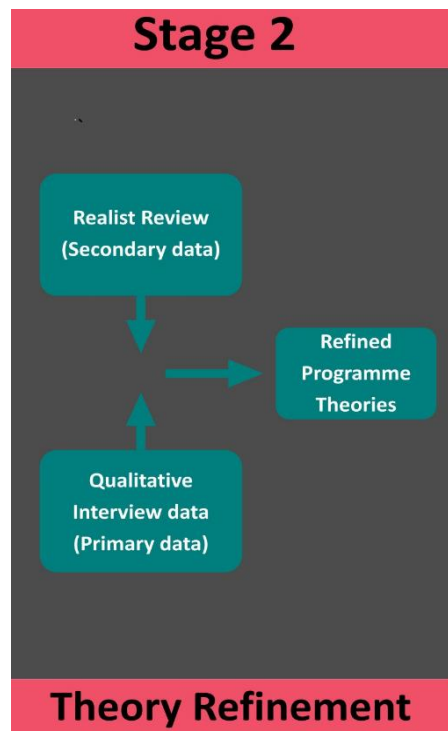 Stage 2
Realist Review
(Secondary data)
Refined
Programme
Theories
Qualitative
Interview data
(Primary data)
Theory Refinement